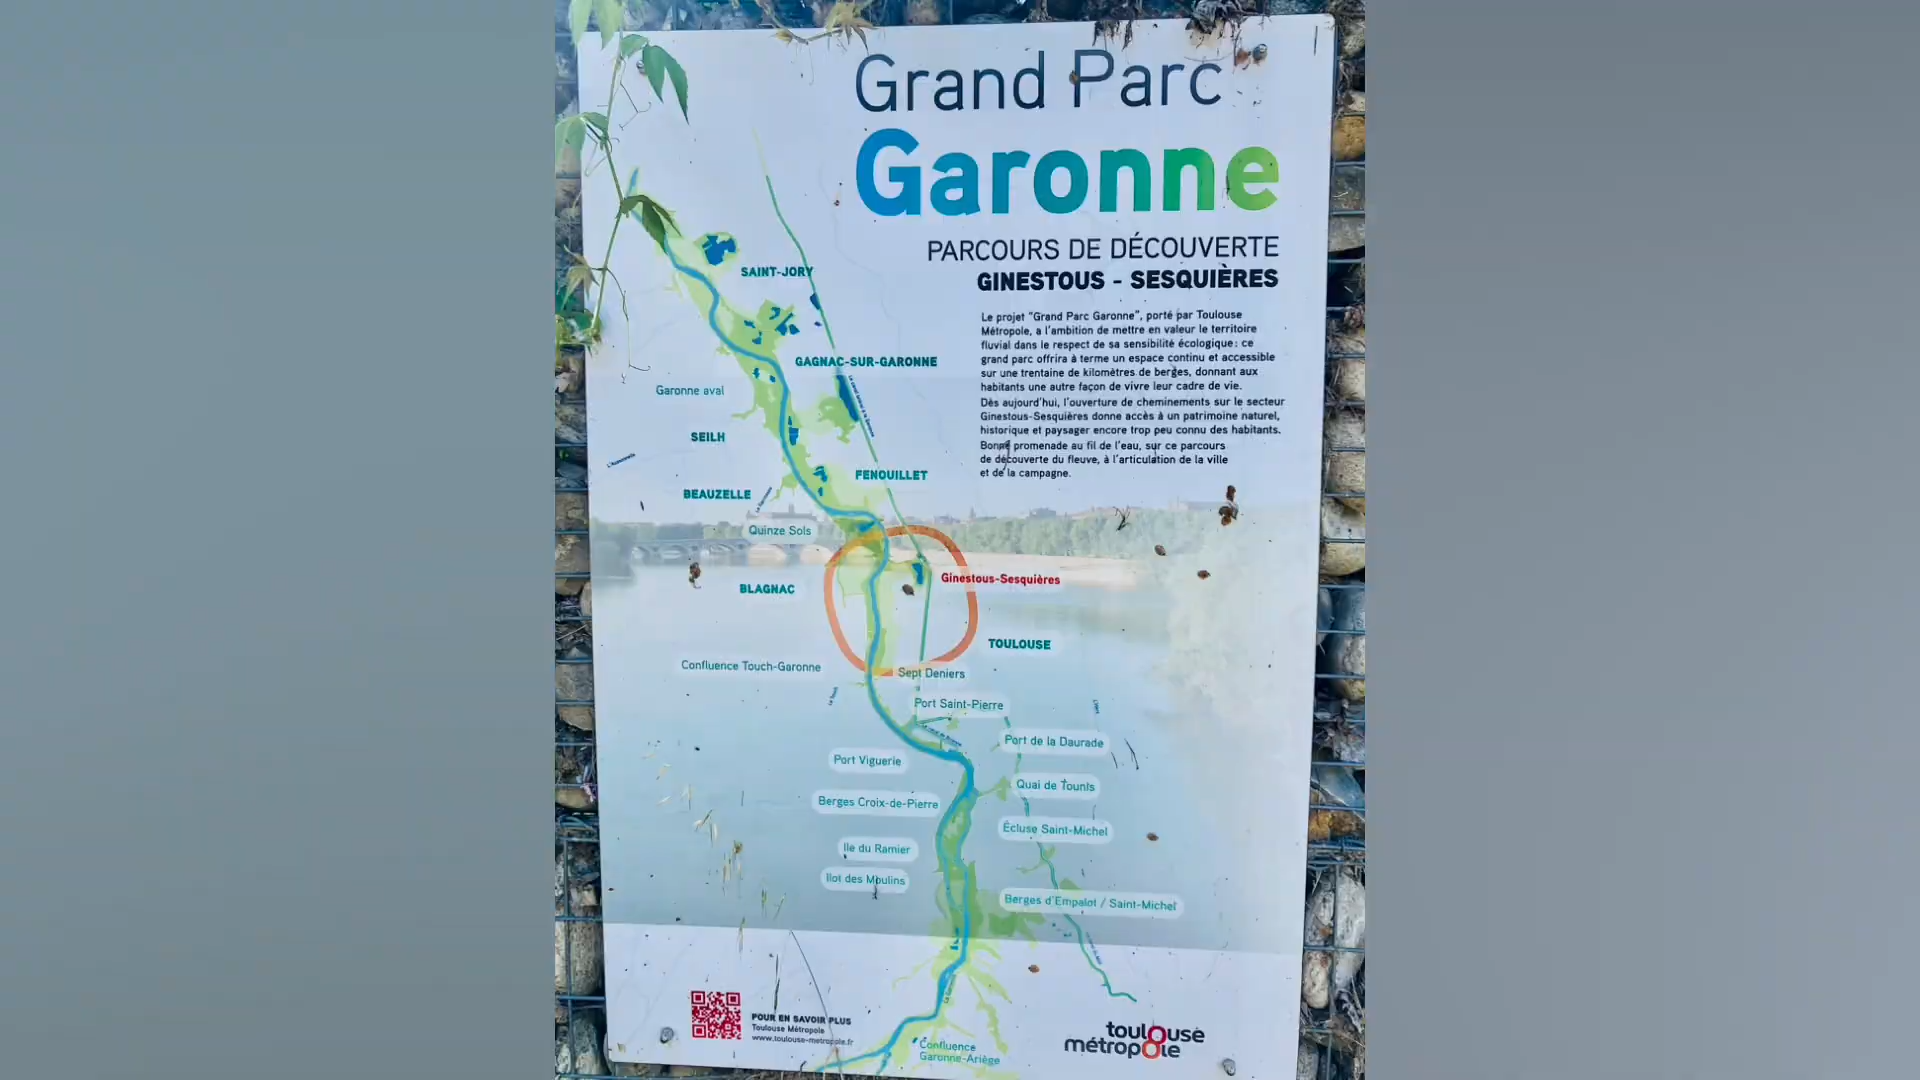 Grand Parc
Garonne
PARCOURS DE DÉCOUVERTE
GINESTOUS - SESQUIÈRES
Le projet "Grand Parc Garonne", porté par Toulouse
Métropole, a l'ambition de mettre en valeur le territoire
fluvial dans le respect de sa sensibilité écologique : ce
grand parc offrira à terme un espace continu et accessible
sur une trentaine de kilomètres de berges, donnant aux
habitants une autre façon de vivre leur cadre de vie.
Dès aujourd'hui, l'ouverture de cheminements sur le secteur
Ginestous-Sesquières donne accès à un patrimoine naturel,
historique et paysager encore trop peu connu des habitants.
Bonne promenade au fil de l'eau, sur ce parcours
de découverte du fleuve, à l'articulation de la ville
et de la campagne.
SAINT-JORY
GAGNAC-SUR-GARONNE
Garonne aval
SEILH
FENOUILLET
BEAUZELLE
Quinze Sols
Ginestous-Sesquières
BLAGNAC
TOULOUSE
Confluence Touch-Garonne
Sept Deniers
Le Touch
Port Saint-Pierre
Port de la Daurade
Port Viguerie
Quai de Tounis
Berges Croix-de-Pierre
Écluse Saint-Michel
Ile du Ramier
Ilot des Moulins
Berges d'Empalot / Saint-Michel
POUR EN SAVOIR PLUS
Toulouse Métropole
www.toulouse-metropole.fr
Confluence
Garonne-Ariège
toulouse
métropole